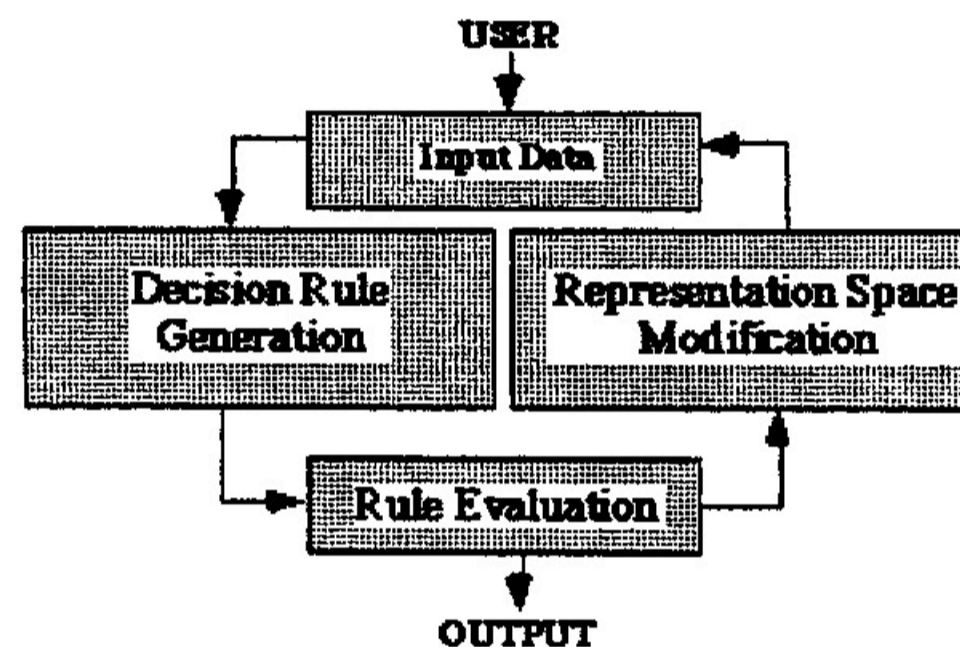 USER
Input Data
Decision Rule
Generation
Representation Space
Modification
Rule Evaluation
OUTPUT